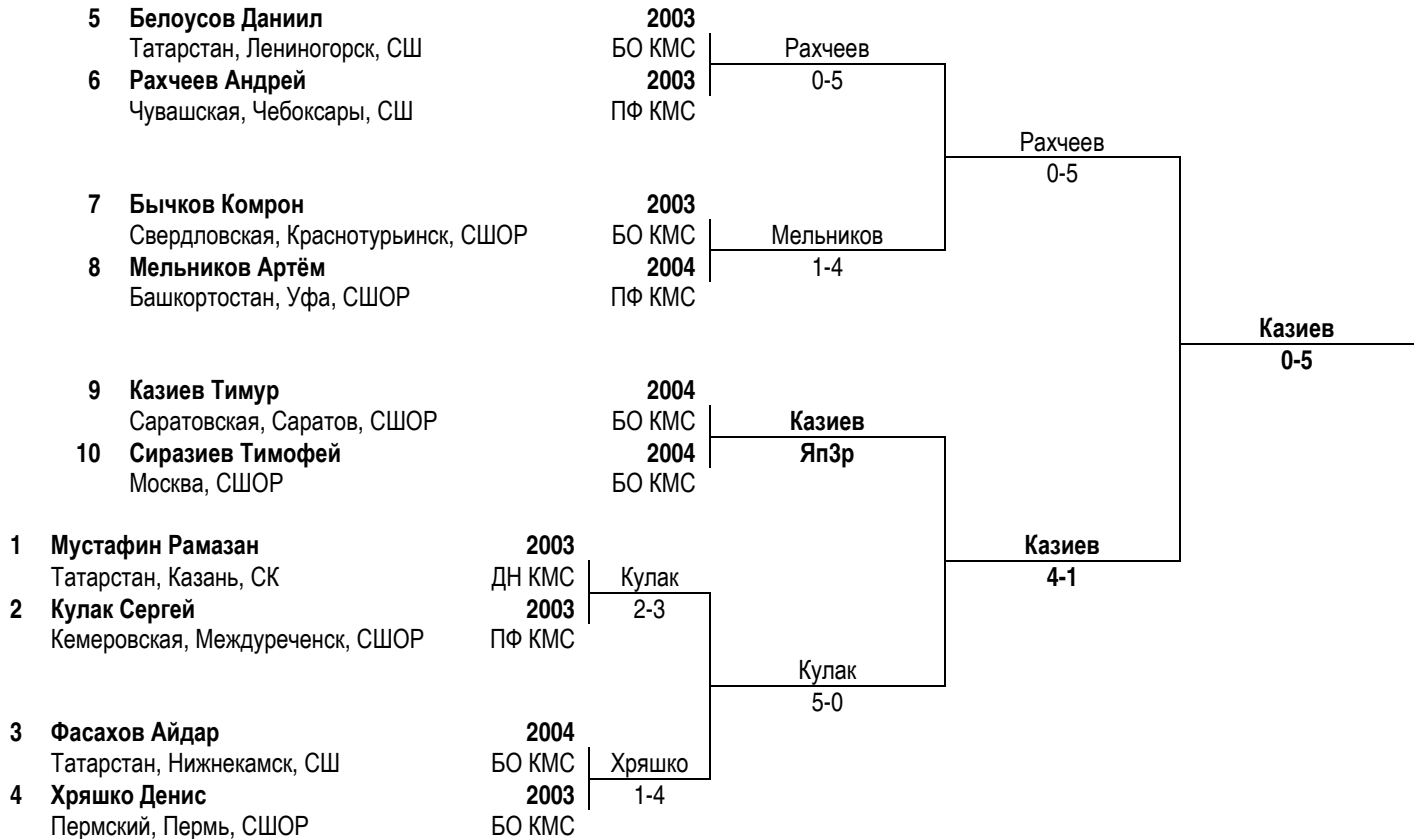 5 Белоусов Даниил 2003
Татарстан, Лениногорск, СШ БО КМС Рахчеев
6 Рахчеев Андрей 2003 0-5
Чувашская, Чебоксары, СШ ПФ КМС
Рахчеев
0-5
7 Бычков Комрон 2003
Свердловская, Краснотурьинск, СШОР БО КМС Мельников
8 Мельников Артём 2004 1-4
Башкортостан, Уфа, СШОР ПФ КМС
Казиев
0-5
9 Казиев Тимур 2004
Саратовская, Саратов, СШОР БО КМС Казиев
10 Сиразиев Тимофей 2004 Яп3р
Москва, СШОР БО КМС
1 Мустафин Рамазан 2003 Казиев
Татарстан, Казань, СК ДН КМС Кулак 4-1
2 Кулак Сергей 2003 2-3
Кемеровская, Междуреченск, СШОР ПФ КМС
Кулак
5-0
3 Фасахов Айдар 2004
Татарстан, Нижнекамск, СШ БО КМС Хряшко
4 Хряшко Денис 2003 1-4
Пермский, Пермь, СШОР БО КМС